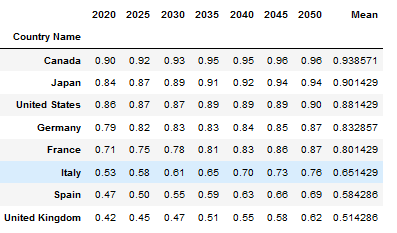 2020 2025 2030 2035 2040 2045 2050 Mean
Country Name
Canada 0.90 0.92 0.93 0.95 0.95 0.96 0.96 0.938571
Japan 0.84 0.87 0.89 0.91 0.92 0.94 0.94 0.901429
United States 0.86 0.87 0.87 0.89 0.89 0.89 0.90 0.881429
Germany 0.79 0.82 0.83 0.83 0.84 0.85 0.87 0.832857
France 0.71 0.75 0.78 0.81 0.83 0.86 0.87 0.801429
Italy 0.53 0.58 0.61 0.65 0.70 0.73 0.76 0.651429
Spain 0.47 0.50 0.55 0.59 0.63 0.66 0.69 0.584286
United Kingdom 0.42 0.45 0.47 0.51 0.55 0.58 0.62 0.514286